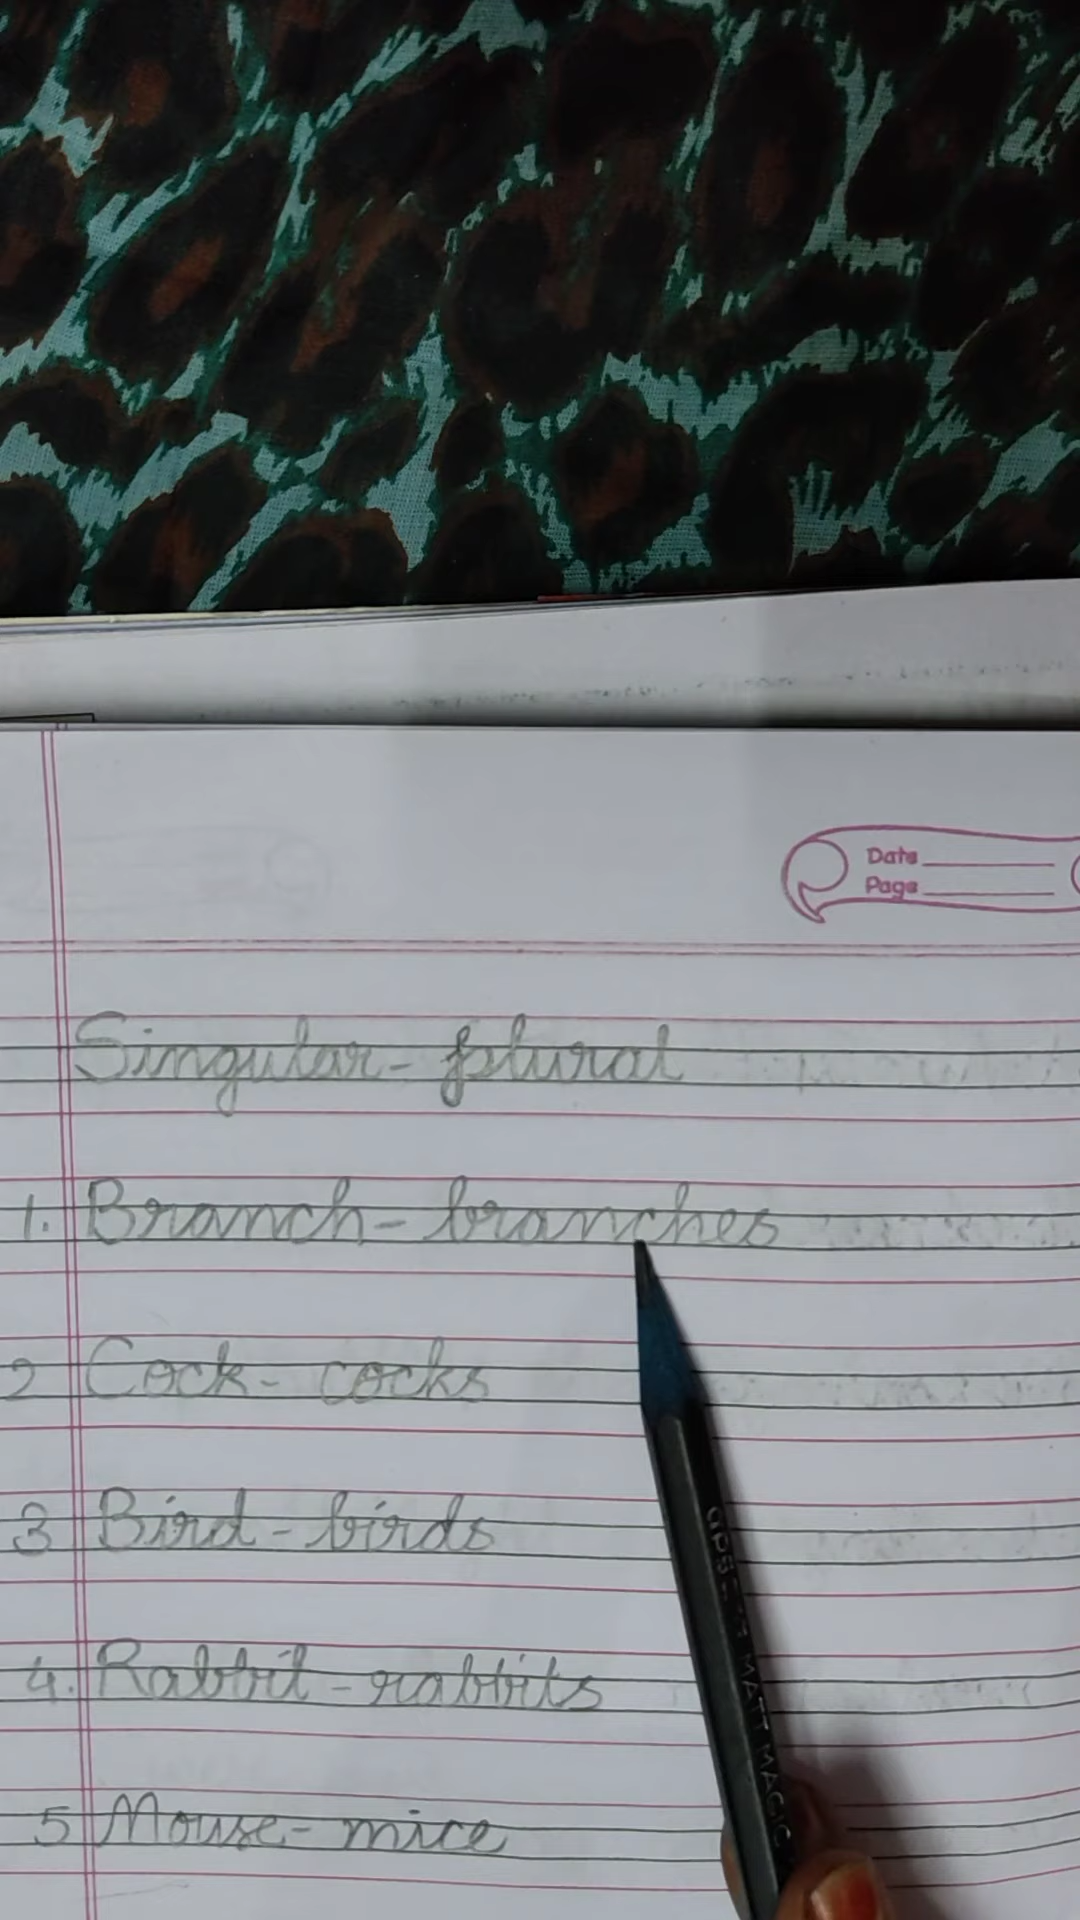 Date
Page
Singular - plural
1. Branch - branches
2 Cock - cocks
3 Bird - birds
4. Rabbit - rabbits
5 Mouse - mice
apsara MATT MAGIC